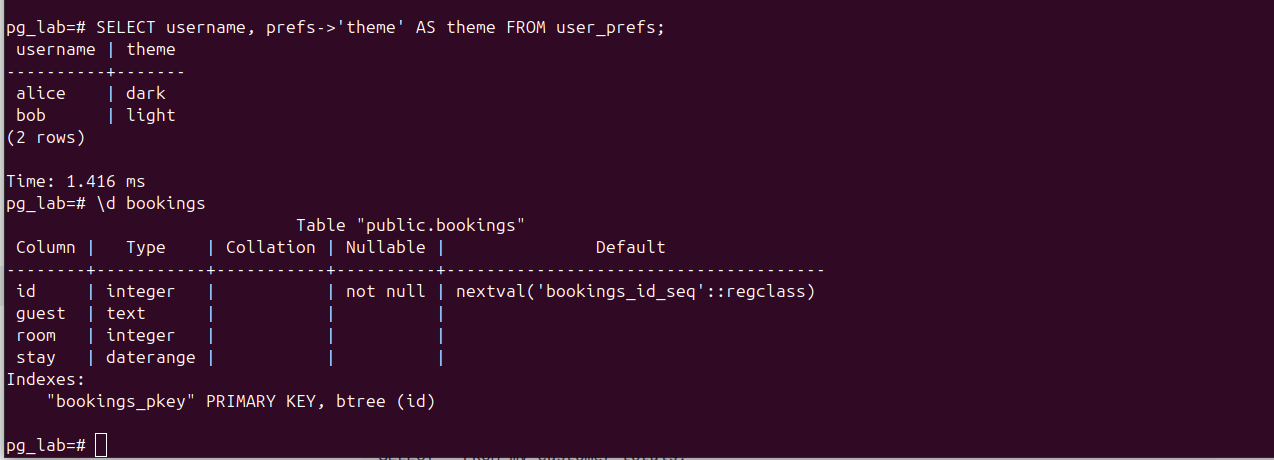 pg_lab=# SELECT username, prefs->'theme' AS theme FROM user_prefs;
 username | theme
----------+-------
 alice    | dark
 bob      | light
(2 rows)

Time: 1.416 ms
pg_lab=# \d bookings
                             Table "public.bookings"
 Column |   Type    | Collation | Nullable |               Default
--------+-----------+-----------+----------+--------------------------------------
 id     | integer   |           | not null | nextval('bookings_id_seq'::regclass)
 guest  | text      |           |          |
 room   | integer   |           |          |
 stay   | daterange |           |          |
Indexes:
    "bookings_pkey" PRIMARY KEY, btree (id)

pg_lab=#